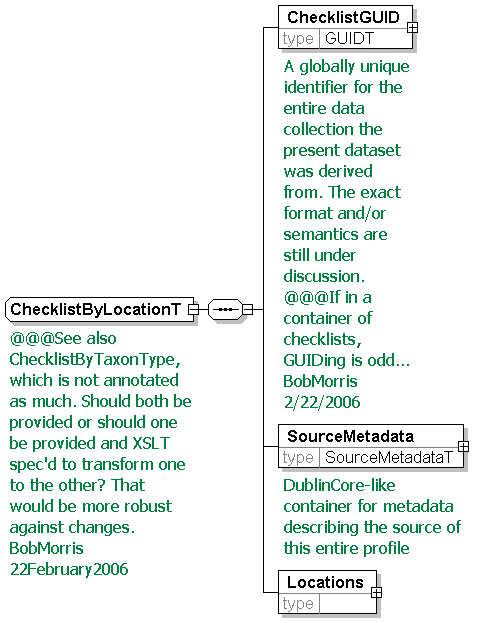 ChecklistGUID
type GUIDT
A globally unique
identifier for the
entire data
collection the
present dataset
was derived
from. The exact
format and/or
semantics are
still under
discussion.
@@@If in a
container of
checklists,
GUIDing is odd...
BobMorris
2/22/2006
ChecklistByLocationT
@@@See also
ChecklistByTaxonType,
which is not annotated
as much. Should both be
provided or should one
be provided and XSLT
spec'd to transform one
to the other? That
would be more robust
against changes.
BobMorris
22February2006
SourceMetadata
type SourceMetadataT
DublinCore-like
container for metadata
describing the source of
this entire profile
Locations
type